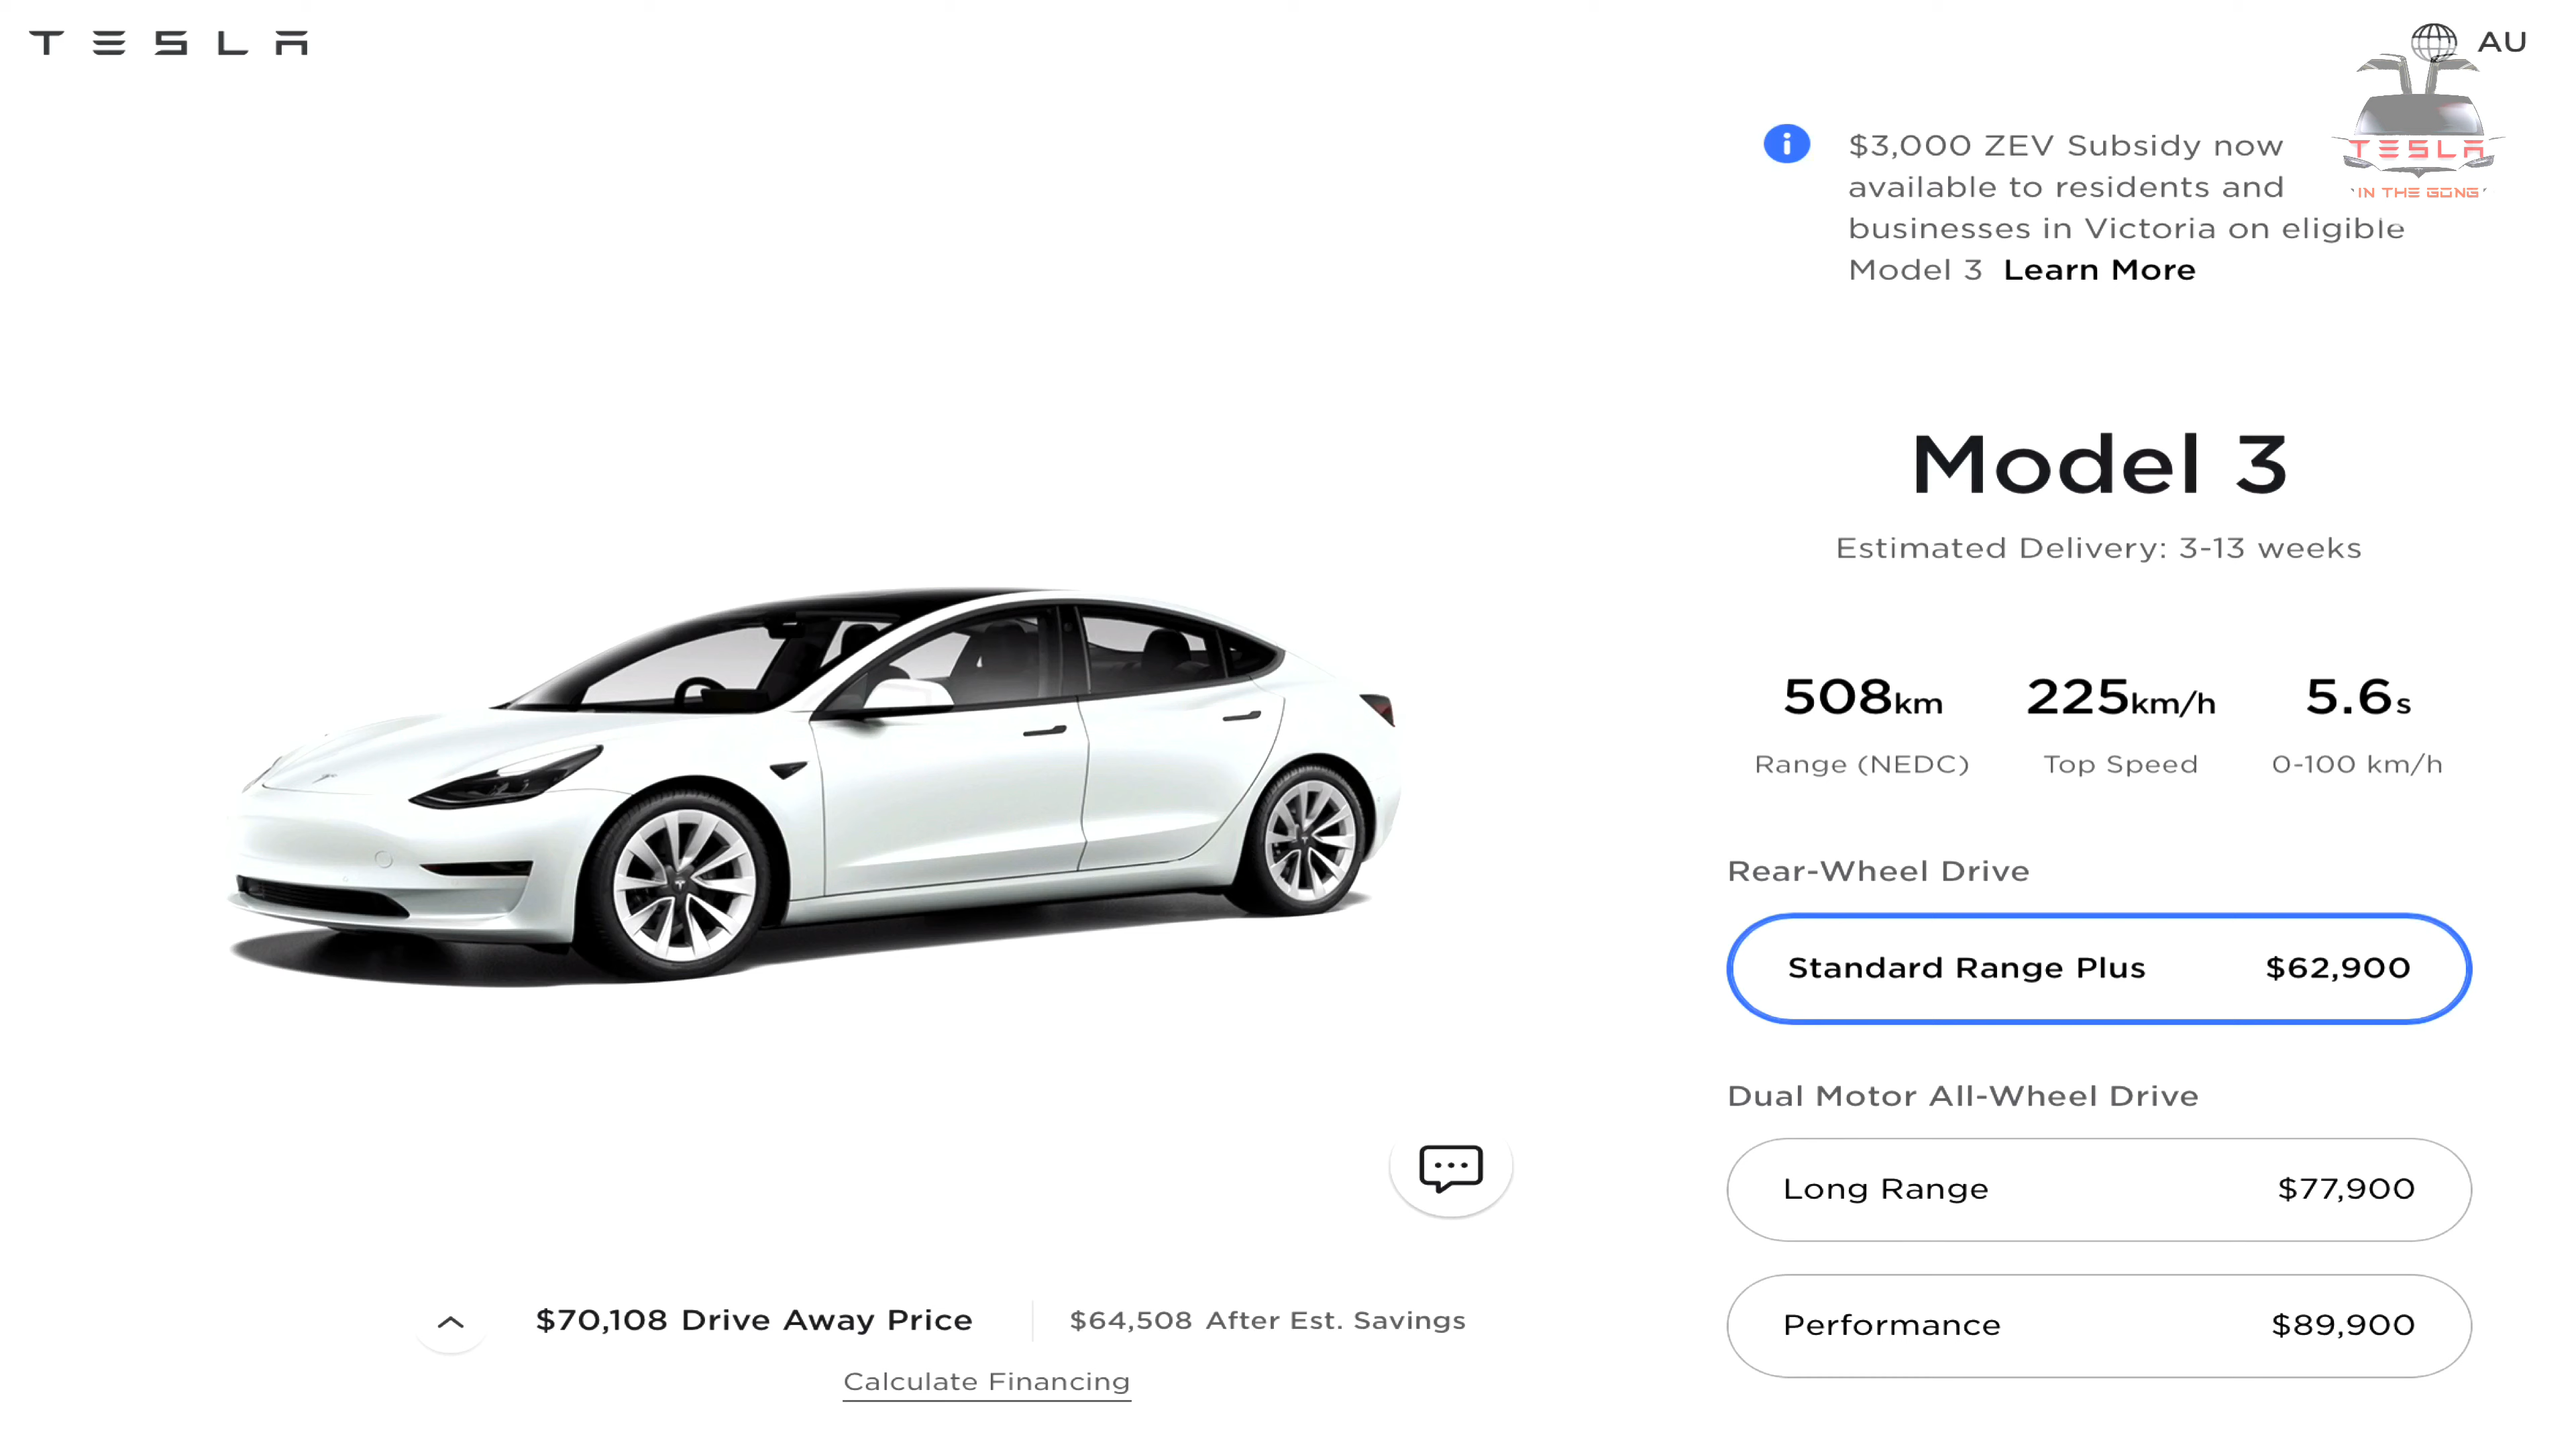 TESLA
AU
$3,000 ZEV Subsidy now
available to residents and
businesses in Victoria on eligible
Model 3 Learn More
TESLA
IN THE GONG
Model 3
Estimated Delivery: 3-13 weeks
508km
225km/h
5.6s
Range (NEDC)
Top Speed
0-100 km/h
Rear-Wheel Drive
Standard Range Plus $62,900
Dual Motor All-Wheel Drive
Long Range $77,900
Performance $89,900
$70,108 Drive Away Price
$64,508 After Est. Savings
Calculate Financing